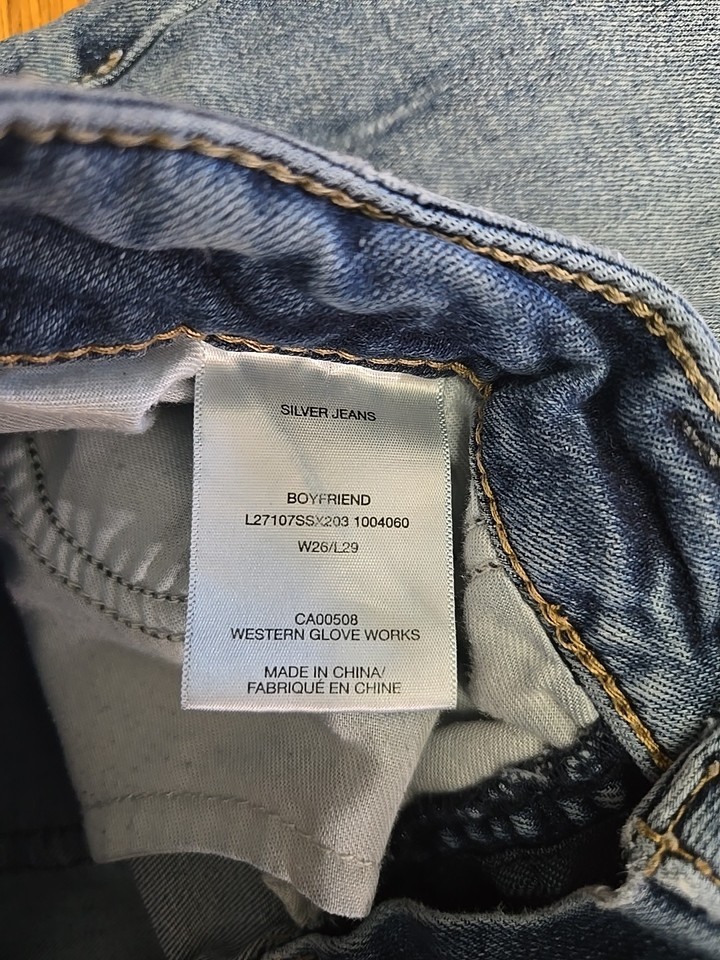 SILVER JEANS
BOYFRIEND
L27107SSX203 1004060
W26/L29
CA00508
WESTERN GLOVE WORKS
MADE IN CHINA/
FABRIQUÉ EN CHINE